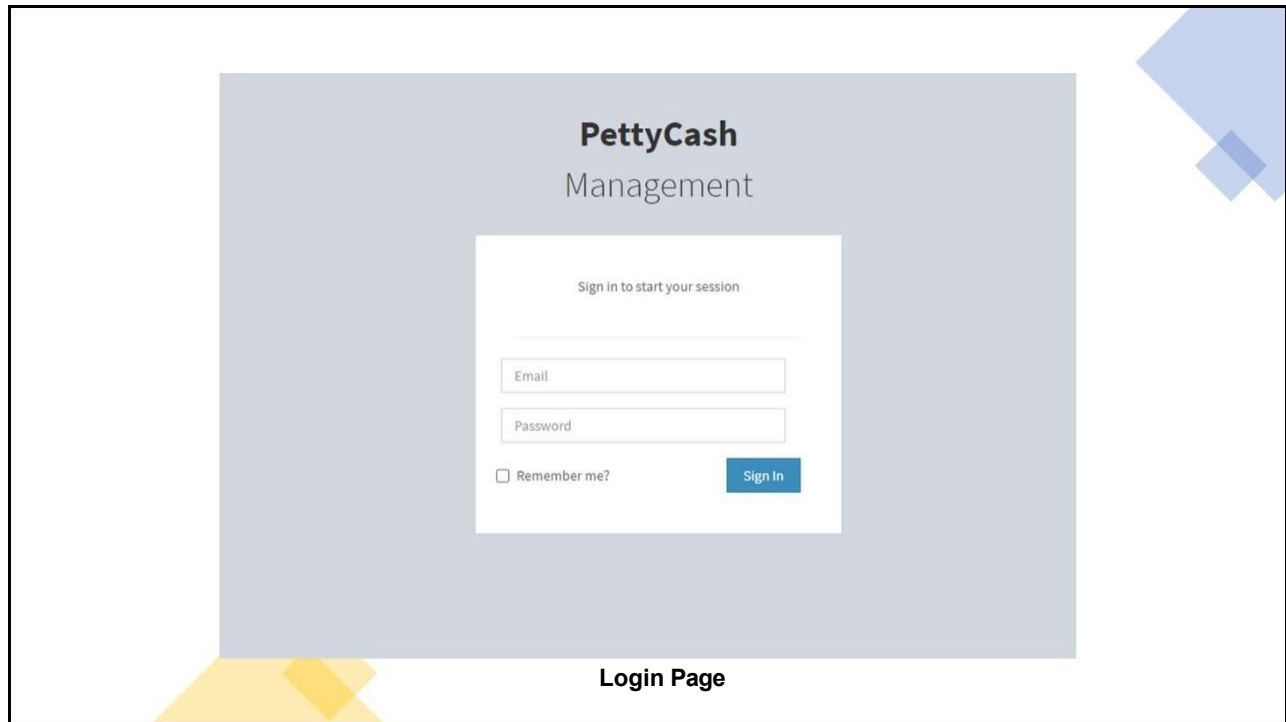 PettyCash
Management
Sign in to start your session
Email
Password
Remember me?
Sign In
Login Page